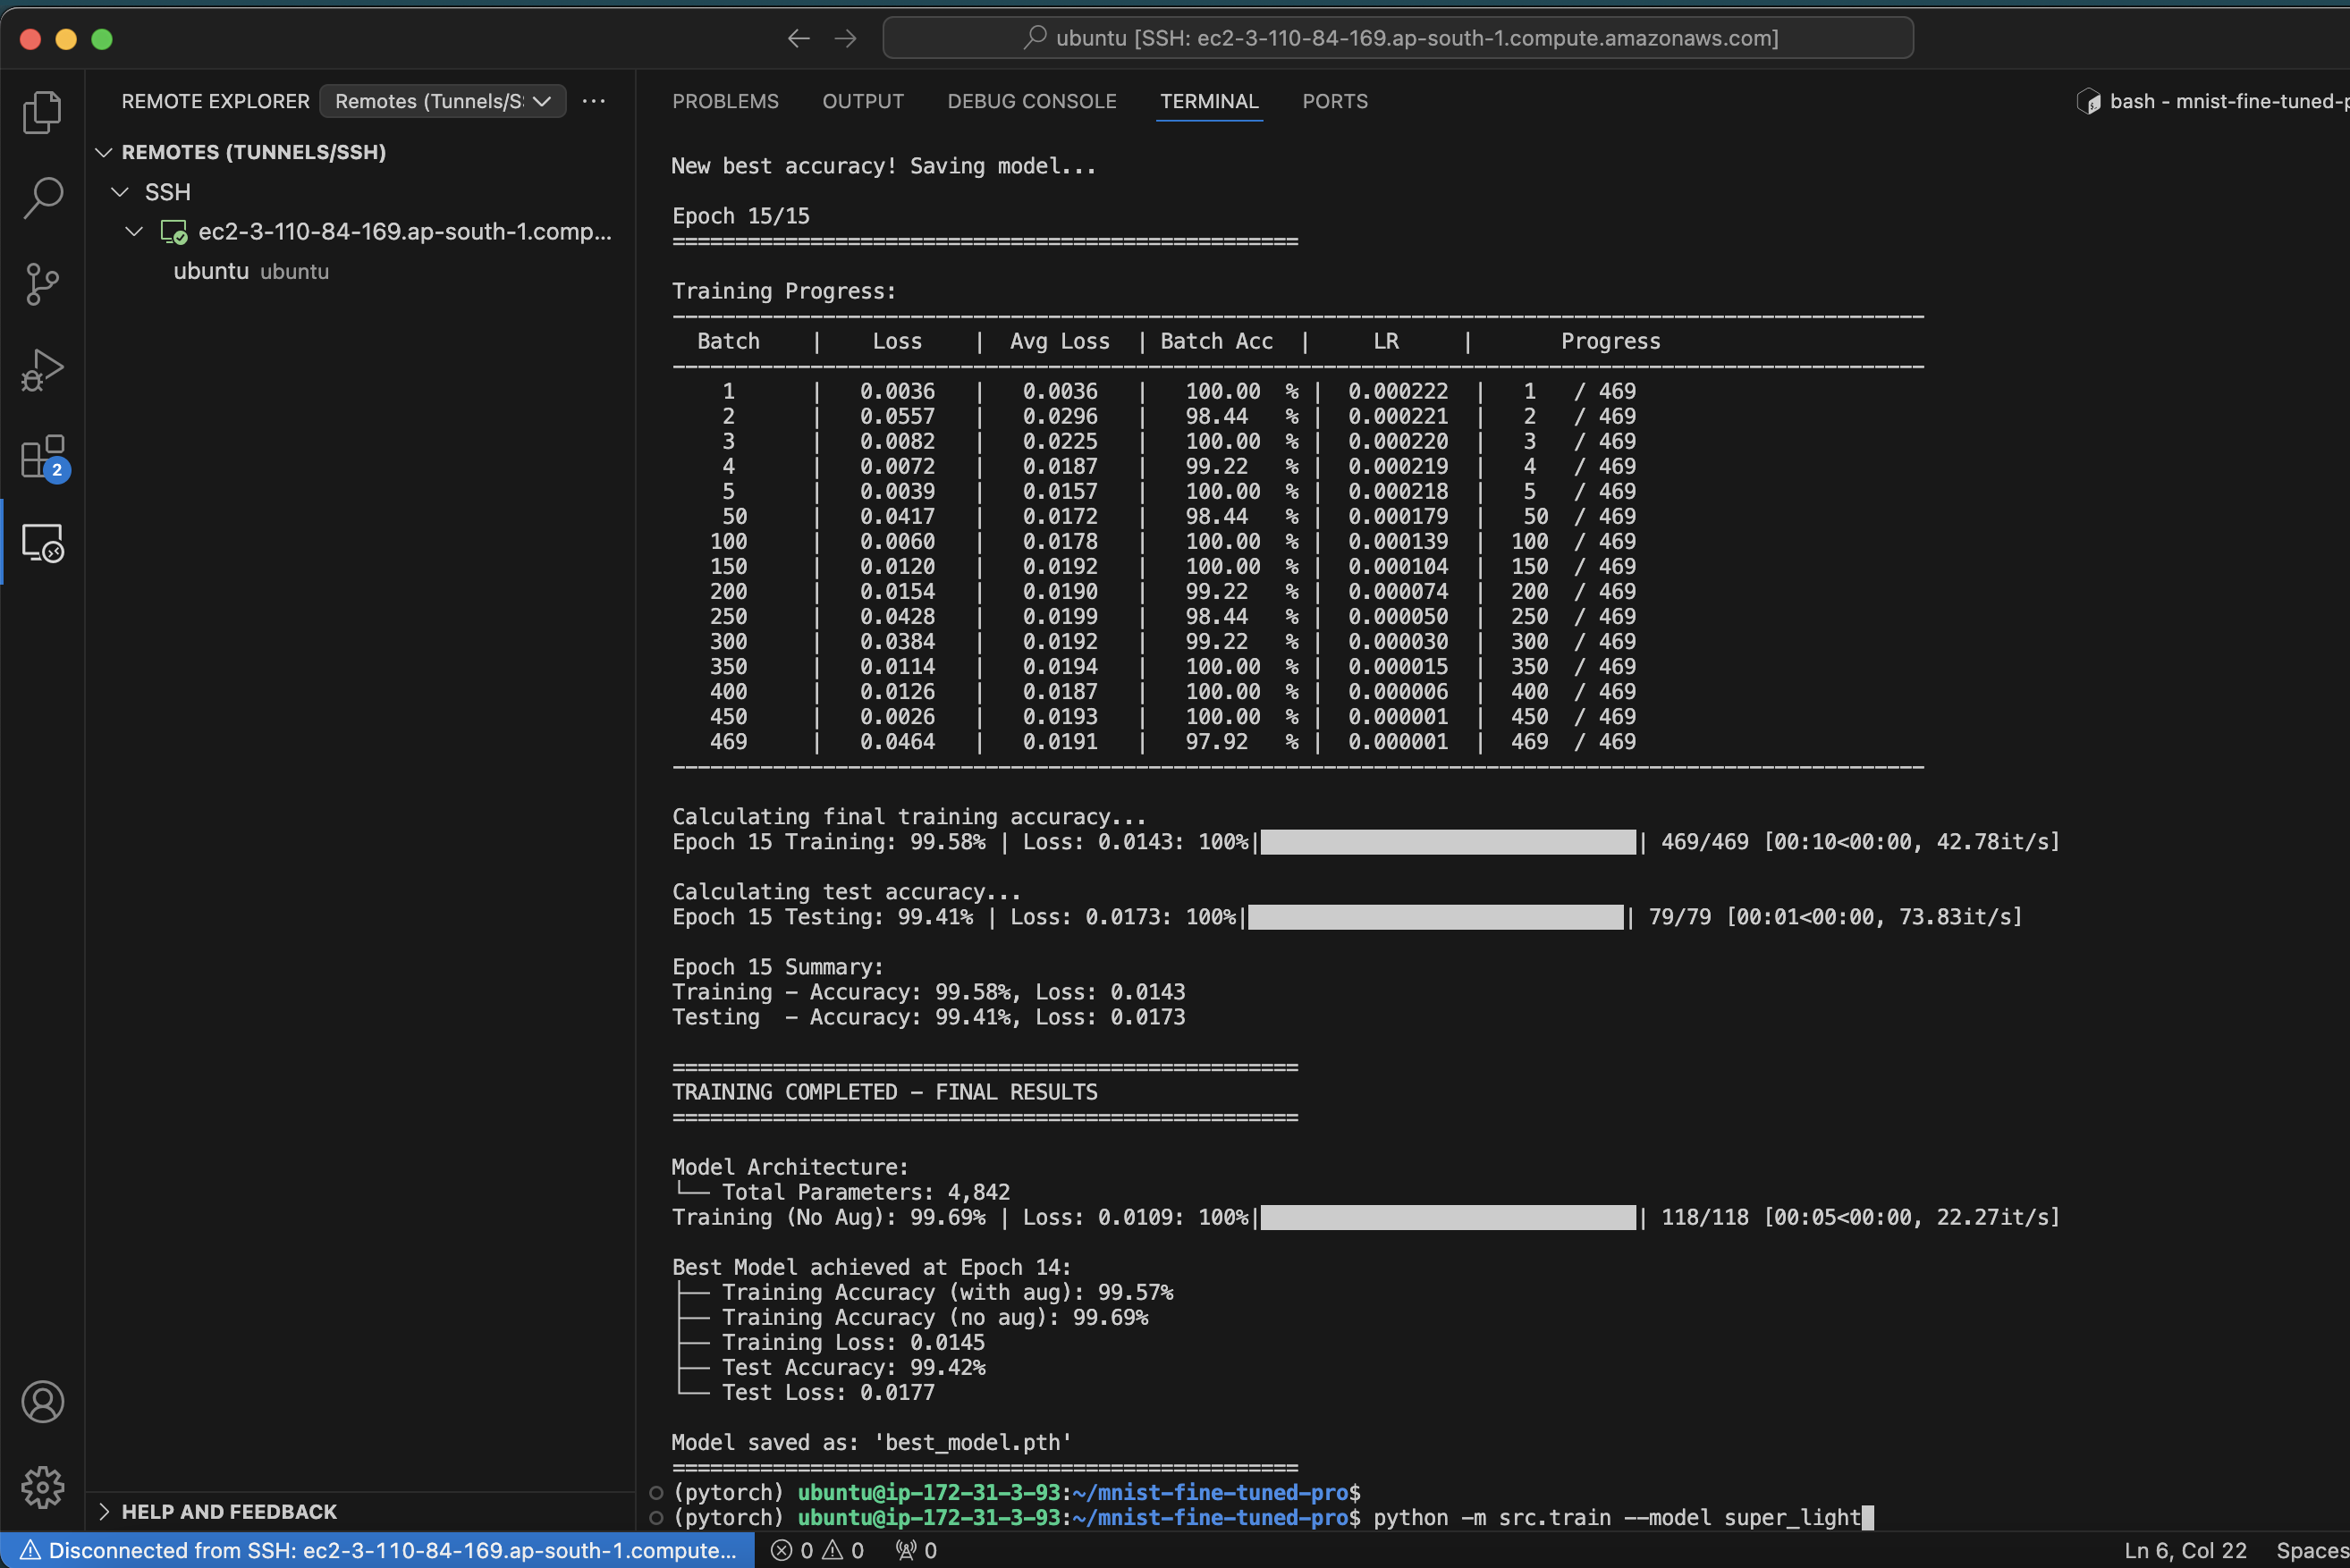 ubuntu [SSH: ec2-3-110-84-169.ap-south-1.compute.amazonaws.com]
REMOTE EXPLORER
Remotes (Tunnels/S
PROBLEMS OUTPUT DEBUG CONSOLE TERMINAL PORTS
bash - mnist-fine-tuned-p
REMOTES (TUNNELS/SSH)
SSH
ec2-3-110-84-169.ap-south-1.comp...
ubuntu ubuntu
2
New best accuracy! Saving model...
Epoch 15/15
==================================================
Training Progress:
----------------------------------------------------------------------------------------------------
Batch | Loss | Avg Loss | Batch Acc | LR | Progress
----------------------------------------------------------------------------------------------------
1 | 0.0036 | 0.0036 | 100.00 % | 0.000222 | 1 / 469
2 | 0.0557 | 0.0296 | 98.44 % | 0.000221 | 2 / 469
3 | 0.0082 | 0.0225 | 100.00 % | 0.000220 | 3 / 469
4 | 0.0072 | 0.0187 | 99.22 % | 0.000219 | 4 / 469
5 | 0.0039 | 0.0157 | 100.00 % | 0.000218 | 5 / 469
50 | 0.0417 | 0.0172 | 98.44 % | 0.000179 | 50 / 469
100 | 0.0060 | 0.0178 | 100.00 % | 0.000139 | 100 / 469
150 | 0.0120 | 0.0192 | 100.00 % | 0.000104 | 150 / 469
200 | 0.0154 | 0.0190 | 99.22 % | 0.000074 | 200 / 469
250 | 0.0428 | 0.0199 | 98.44 % | 0.000050 | 250 / 469
300 | 0.0384 | 0.0192 | 99.22 % | 0.000030 | 300 / 469
350 | 0.0114 | 0.0194 | 100.00 % | 0.000015 | 350 / 469
400 | 0.0126 | 0.0187 | 100.00 % | 0.000006 | 400 / 469
450 | 0.0026 | 0.0193 | 100.00 % | 0.000001 | 450 / 469
469 | 0.0464 | 0.0191 | 97.92 % | 0.000001 | 469 / 469
----------------------------------------------------------------------------------------------------
Calculating final training accuracy...
Epoch 15 Training: 99.58% | Loss: 0.0143: 100%|██████████| 469/469 [00:10<00:00, 42.78it/s]
Calculating test accuracy...
Epoch 15 Testing: 99.41% | Loss: 0.0173: 100%|██████████| 79/79 [00:01<00:00, 73.83it/s]
Epoch 15 Summary:
Training - Accuracy: 99.58%, Loss: 0.0143
Testing  - Accuracy: 99.41%, Loss: 0.0173
==================================================
TRAINING COMPLETED - FINAL RESULTS
==================================================
Model Architecture:
└── Total Parameters: 4,842
Training (No Aug): 99.69% | Loss: 0.0109: 100%|██████████| 118/118 [00:05<00:00, 22.27it/s]
Best Model achieved at Epoch 14:
├── Training Accuracy (with aug): 99.57%
├── Training Accuracy (no aug): 99.69%
├── Training Loss: 0.0145
├── Test Accuracy: 99.42%
└── Test Loss: 0.0177
Model saved as: 'best_model.pth'
==================================================
(pytorch) ubuntu@ip-172-31-3-93:~/mnist-fine-tuned-pro$
(pytorch) ubuntu@ip-172-31-3-93:~/mnist-fine-tuned-pro$ python -m src.train --model super_light
HELP AND FEEDBACK
Disconnected from SSH: ec2-3-110-84-169.ap-south-1.compute... 0 0 0
Ln 6, Col 22 Spaces